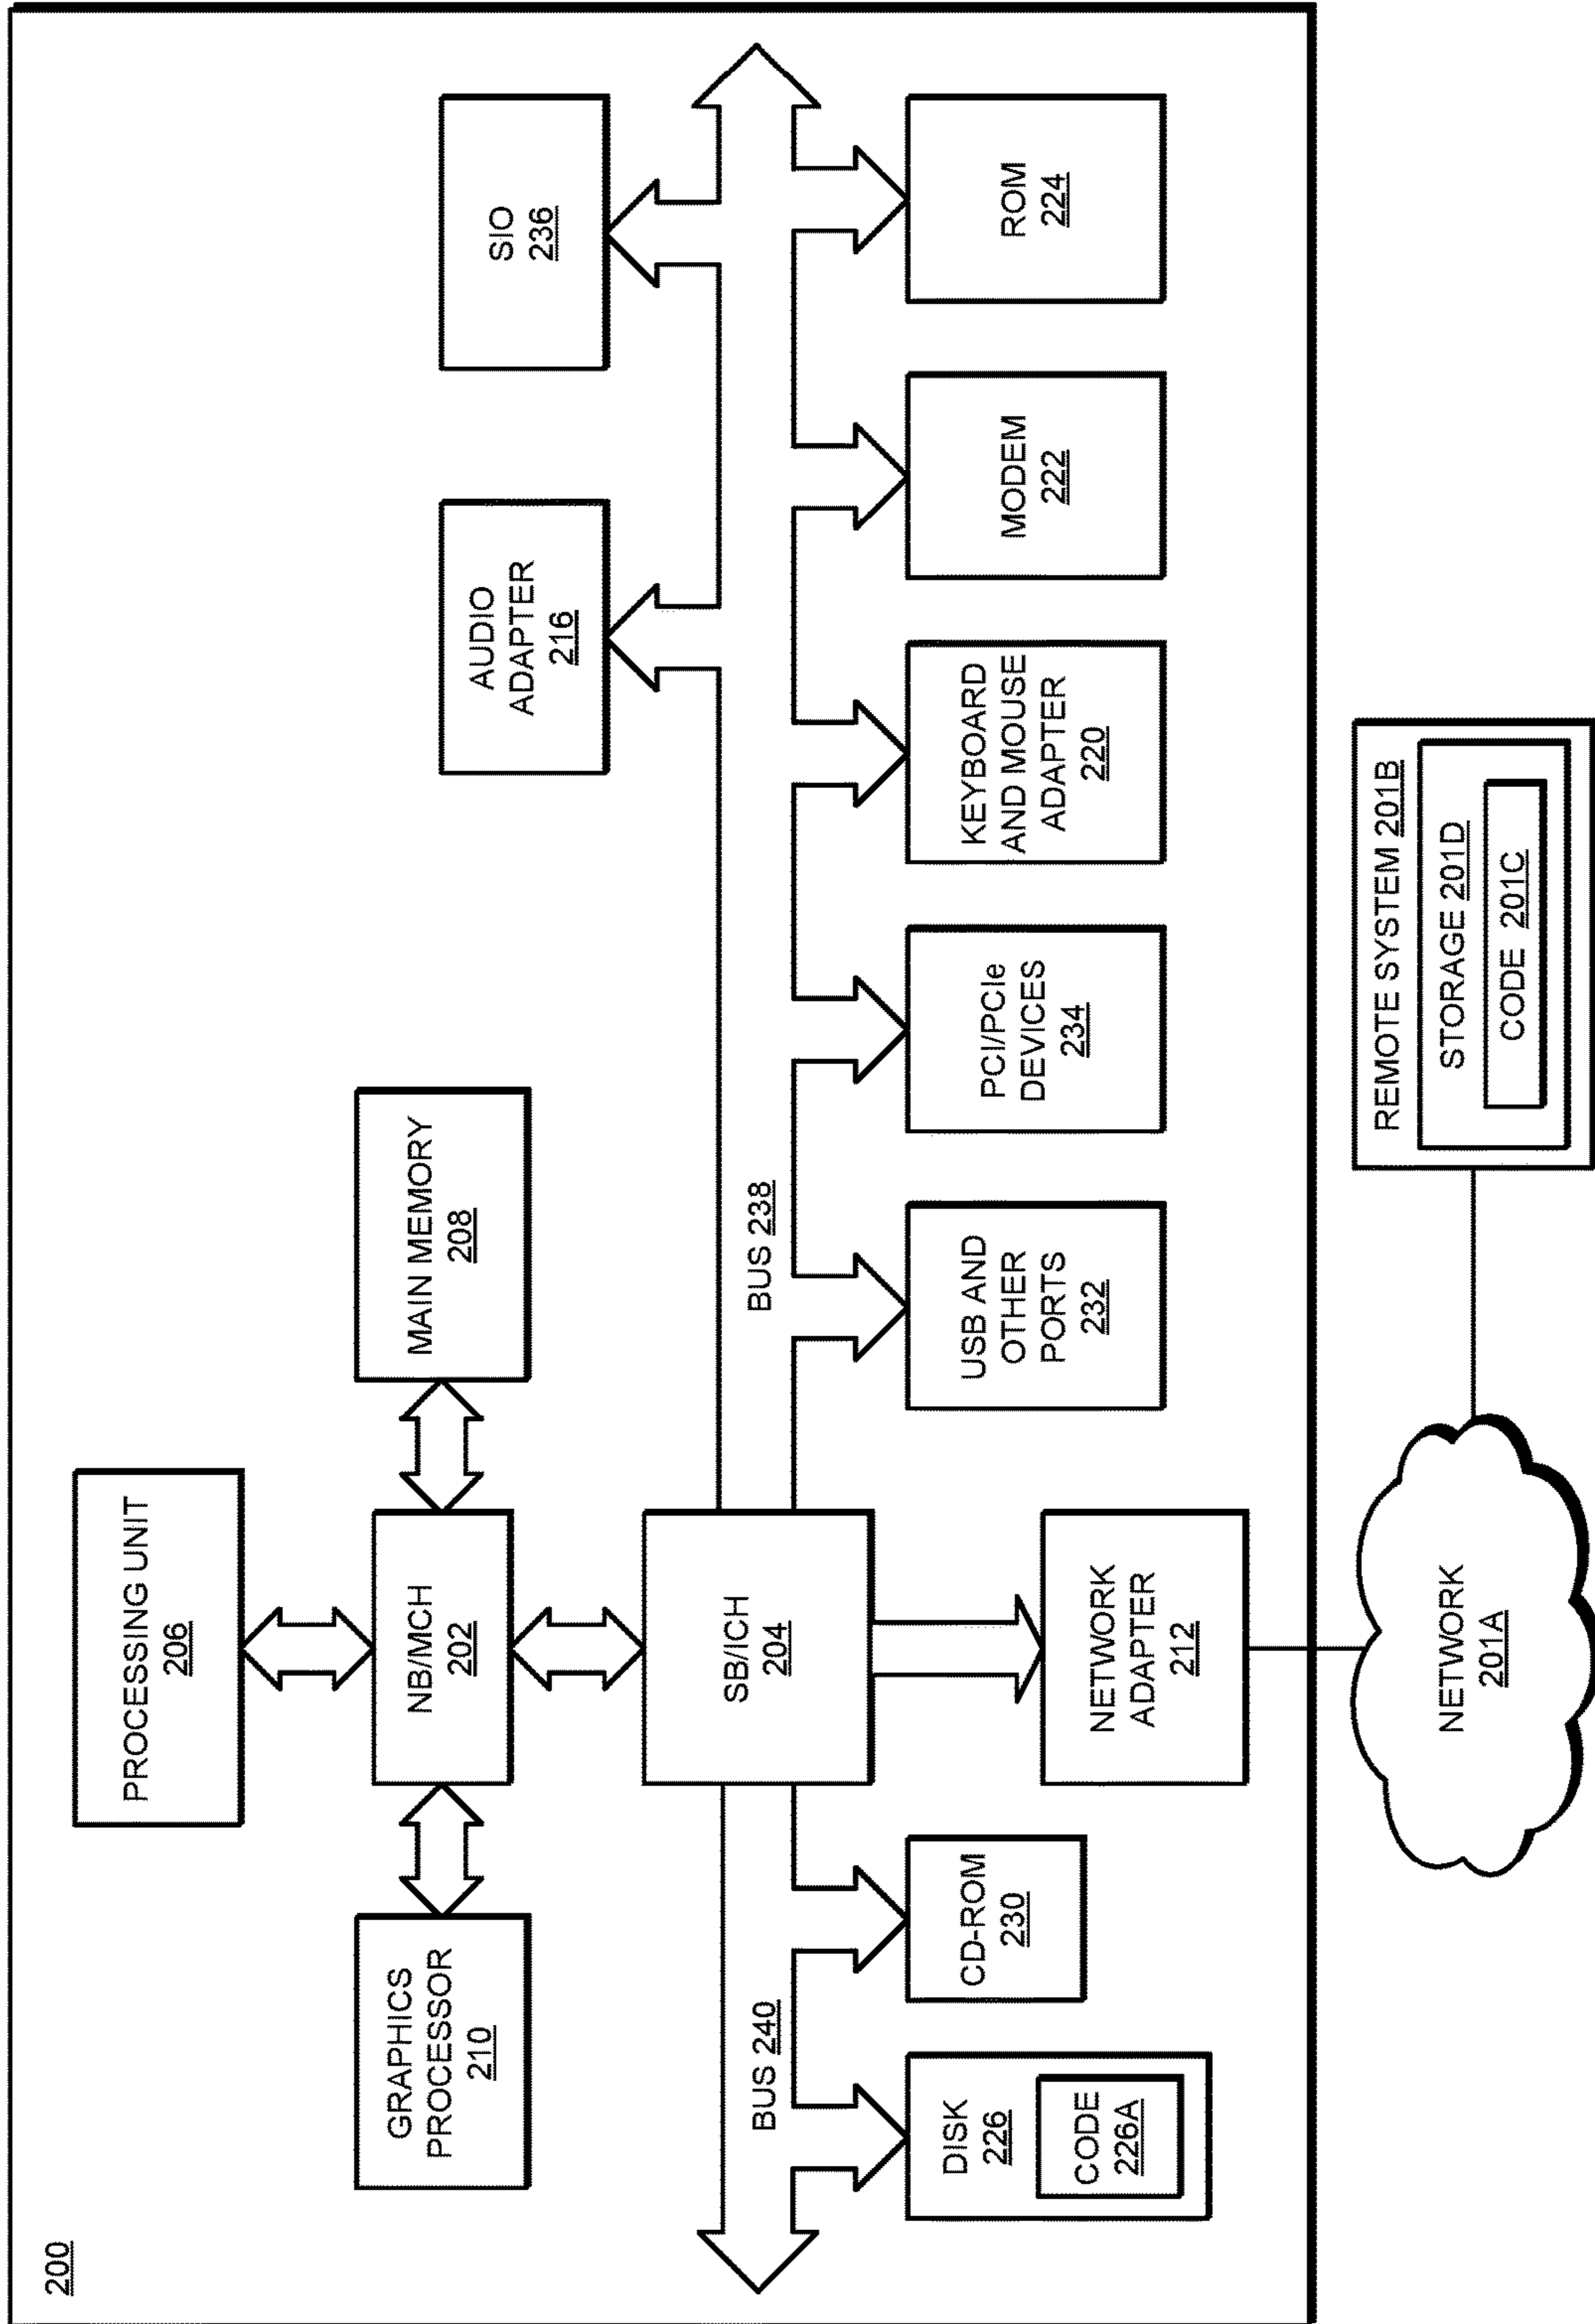 200
PROCESSING UNIT
206
GRAPHICS
PROCESSOR
210
NB/MCH
202
MAIN MEMORY
208
AUDIO
ADAPTER
216
SIO
236
SB/ICH
204
BUS 240
BUS 238
DISK
226
CODE
226A
CD-ROM
230
NETWORK
ADAPTER
212
USB AND
OTHER
PORTS
232
PCI/PCIe
DEVICES
234
KEYBOARD
AND MOUSE
ADAPTER
220
MODEM
222
ROM
224
NETWORK
201A
REMOTE SYSTEM 201B
STORAGE 201D
CODE 201C